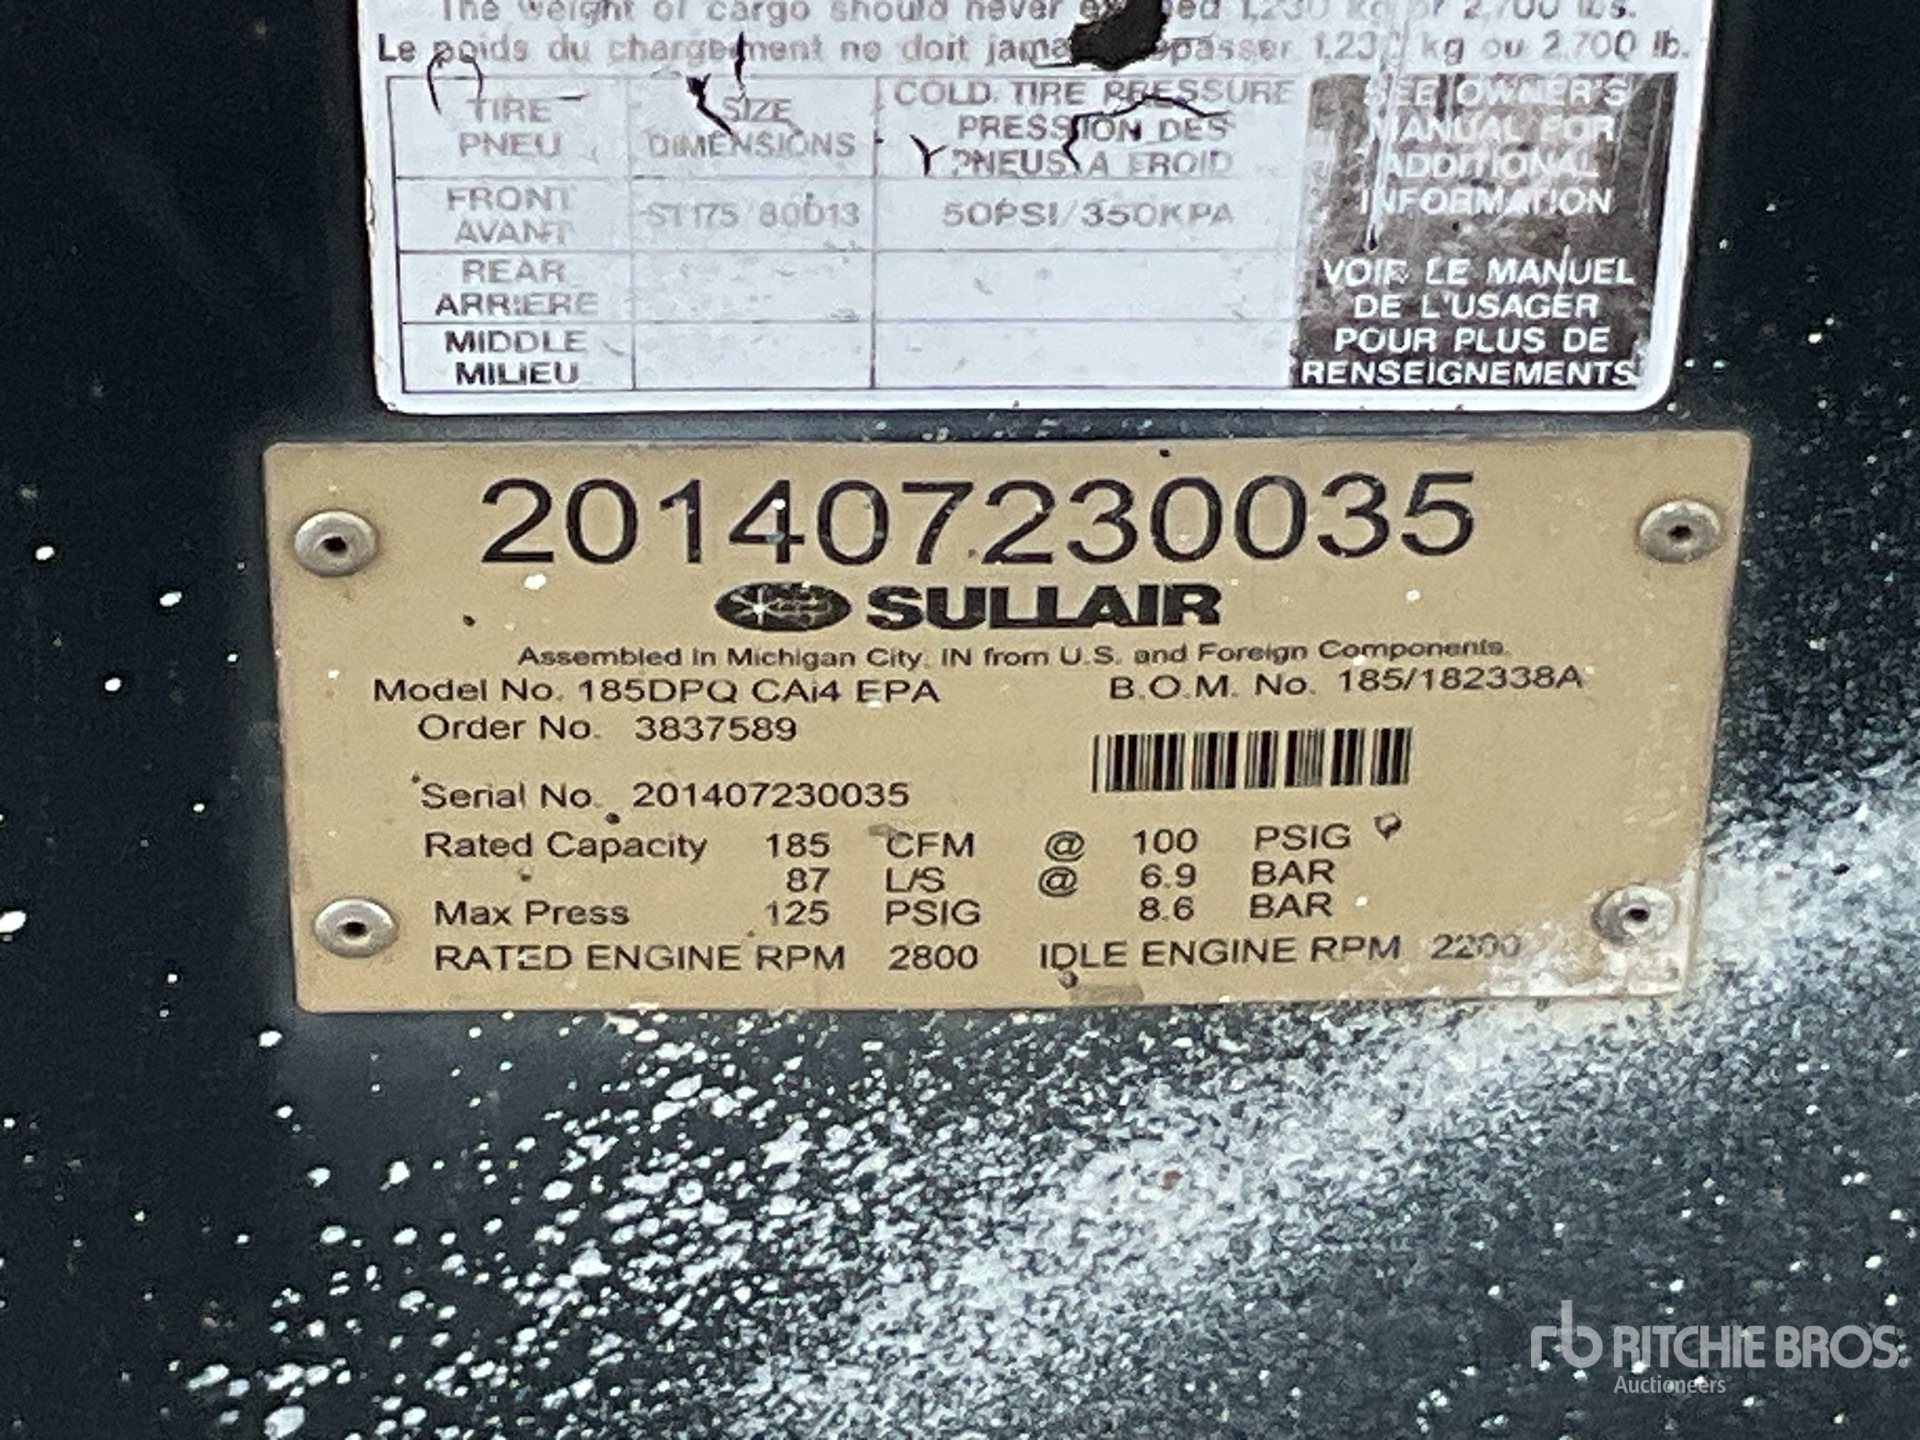 The weight of cargo should never 1,230 kg or 2,700 lbs.
Le poids du chargement ne doit 1,230 kg ou 2,700 lb.
TIRE
PNEU
SIZE
DIMENSIONS
COLD TIRE PRESSURE
PRESSION DES
PNEUS A FROID
SEE OWNER'S
MANUAL FOR
ADDITIONAL
INFORMATION
FRONT
AVANT
ST175/80D13
50PSI/350KPA
REAR
ARRIERE
MIDDLE
MILIEU
VOIR LE MANUEL
DE L'USAGER
POUR PLUS DE
RENSEIGNEMENTS
201407230035
SULLAIR
Assembled in Michigan City, IN from U.S. and Foreign Components.
Model No. 185DPQ CAi4 EPA B.O.M. No. 185/182338A
Order No. 3837589
Serial No. 201407230035
Rated Capacity 185 CFM @ 100 PSIG
87 L/S @ 6.9 BAR
Max Press 125 PSIG 8.6 BAR
RATED ENGINE RPM 2800 IDLE ENGINE RPM 2200
rb RITCHIE BROS.
Auctioneers